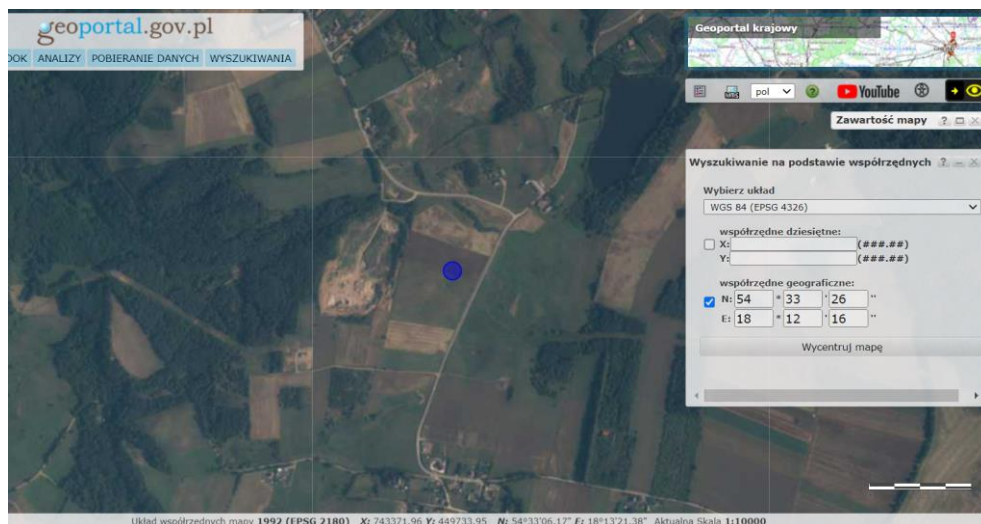 geoportal.gov.pl
DOK ANALIZY POBIERANIE DANYCH WYSZUKIWANIA
Geoportal krajowy
pol ? YouTube
Zawartość mapy ?
Wyszukiwanie na podstawie współrzędnych ?
Wybierz układ
WGS 84 (EPSG 4326)
współrzędne dziesiętne:
X: (###.##)
Y: (###.##)
współrzędne geograficzne:
N: 54 ° 33 ' 26 "
E: 18 ° 12 ' 16 "
Wycentruj mapę
Układ współrzędnych mapy 1992 (EPSG 2180) X: 743371.96 Y: 449733.95 N: 54°33'06.17" E: 18°13'21.38" Aktualna Skala 1:10000